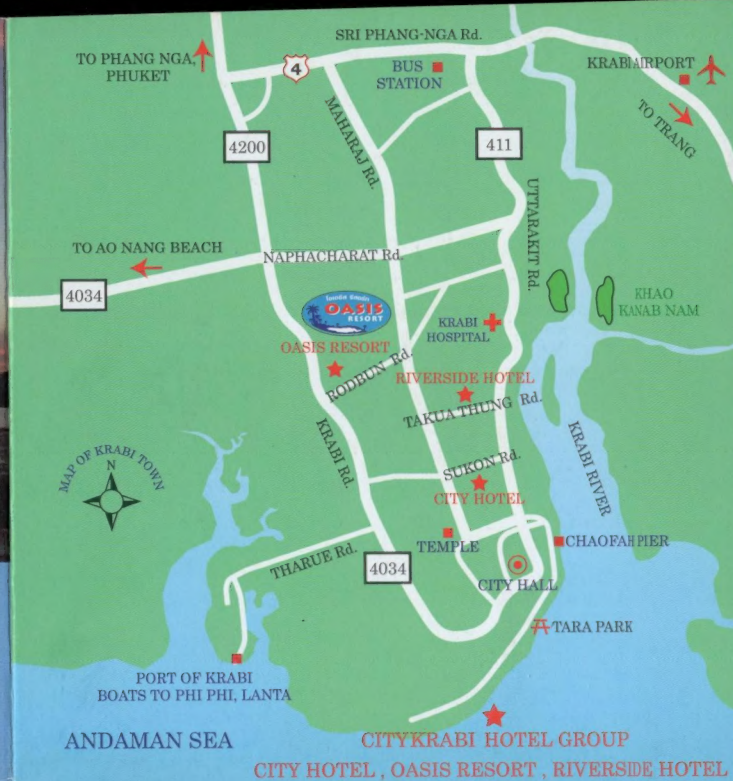 SRI PHANG-NGA Rd.
TO PHANG NGA,
PHUKET
4
BUS
STATION
KRABI AIRPORT
TO TRANG
MAHARAJ Rd.
4200
411
UTTARAKIT Rd.
TO AO NANG BEACH
NAPHACHARAT Rd.
4034
OASIS
RESORT
KRABI
HOSPITAL
KHAO
KANAB NAM
OASIS RESORT
RODBUN Rd.
RIVERSIDE HOTEL
TAKUA THUNG Rd.
KRABI Rd.
KRABI RIVER
MAP OF KRABI TOWN
N
SUKON Rd.
CITY HOTEL
TEMPLE
CHAOFAH PIER
THARUE Rd.
4034
CITY HALL
TARA PARK
PORT OF KRABI
BOATS TO PHI PHI, LANTA
ANDAMAN SEA
CITYKRABI HOTEL GROUP
CITY HOTEL , OASIS RESORT , RIVERSIDE HOTEL